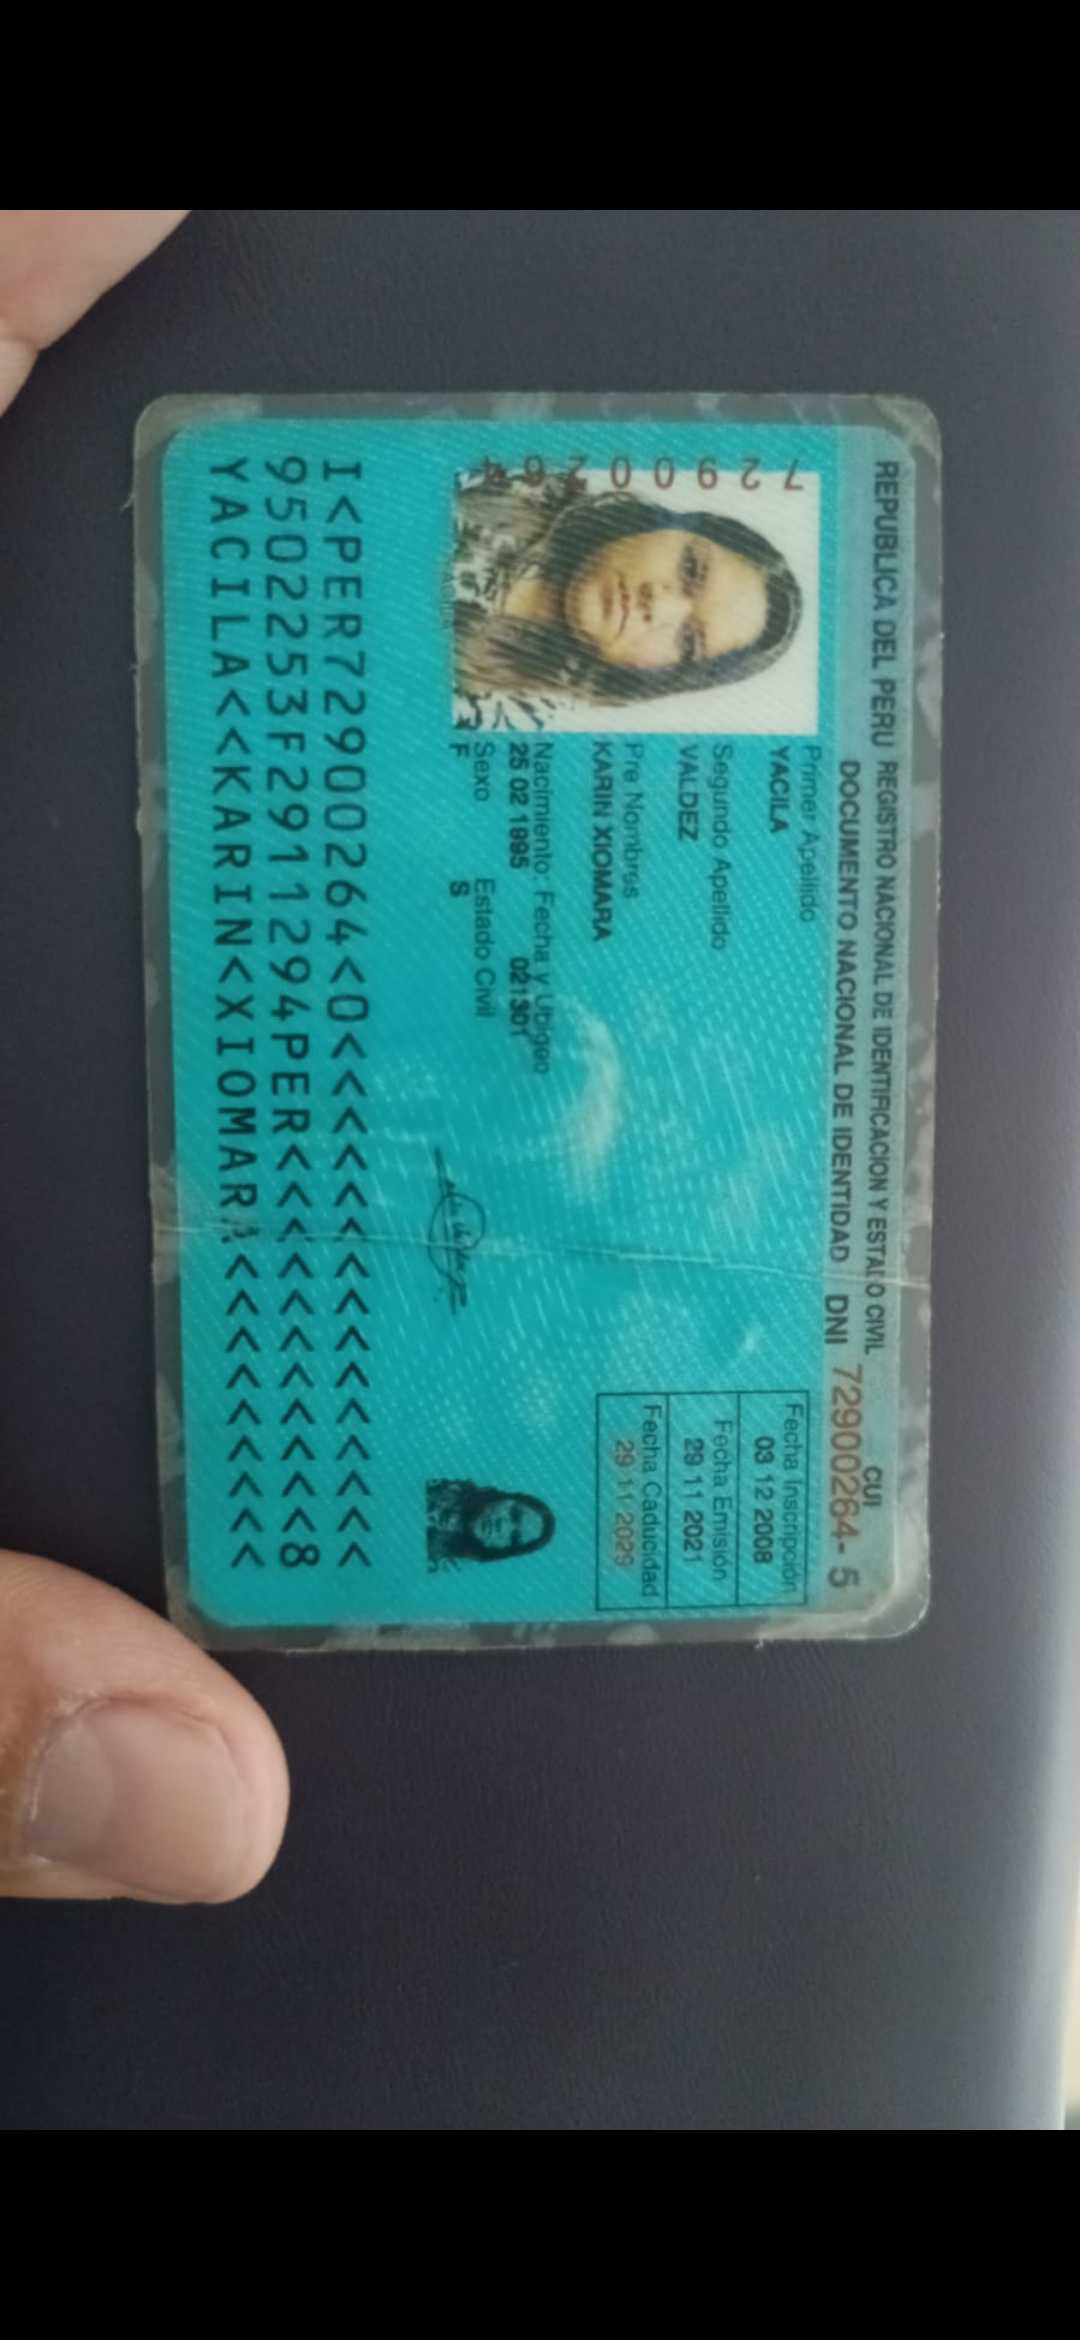 REPUBLICA DEL PERU REGISTRO NACIONAL DE IDENTIFICACION Y ESTADO CIVIL
CUI
DOCUMENTO NACIONAL DE IDENTIDAD DNI 72900264-5
Primer Apellido
YACILA
Segundo Apellido
VALDEZ
Pre Nombres
KARIN XIOMARA
Nacimiento: Fecha y Ubigeo
25 02 1995 021301
Sexo Estado Civil
F S
Fecha Inscripción
03 12 2008
Fecha Emisión
29 11 2021
Fecha Caducidad
29 11 2029
72900264
I<PER72900264<0<<<<<<<<<<<<<<<
9502253F2911294PER<<<<<<<<<<<8
YACILA<<KARIN<XIOMARA<<<<<<<<<